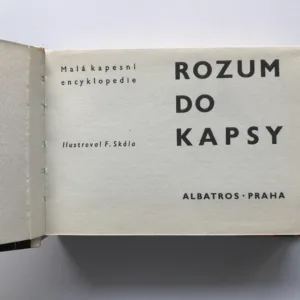 Malá kapesní
encyklopedie
Ilustroval F. Skála
ROZUM
DO
KAPSY
ALBATROS · PRAHA